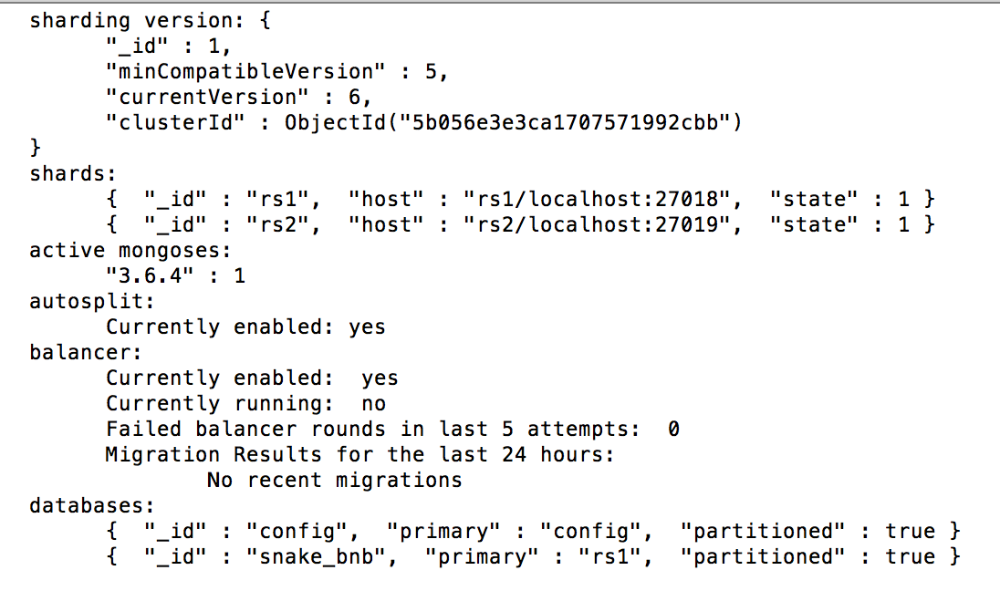 sharding version: {
"_id" : 1,
"minCompatibleVersion" : 5,
"currentVersion" : 6,
"clusterId" : ObjectId("5b056e3e3ca1707571992cbb")
}
shards:
{  "_id" : "rs1",  "host" : "rs1/localhost:27018",  "state" : 1 }
{  "_id" : "rs2",  "host" : "rs2/localhost:27019",  "state" : 1 }
active mongoses:
"3.6.4" : 1
autosplit:
Currently enabled: yes
balancer:
Currently enabled:  yes
Currently running:  no
Failed balancer rounds in last 5 attempts:  0
Migration Results for the last 24 hours:
No recent migrations
databases:
{  "_id" : "config",  "primary" : "config",  "partitioned" : true }
{  "_id" : "snake_bnb",  "primary" : "rs1",  "partitioned" : true }